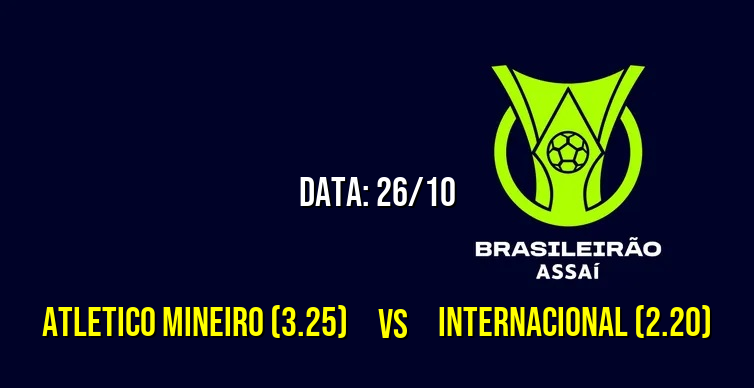 DATA: 26/10
BRASILEIRÃO
ASSAÍ
ATLETICO MINEIRO (3.25) VS INTERNACIONAL (2.20)